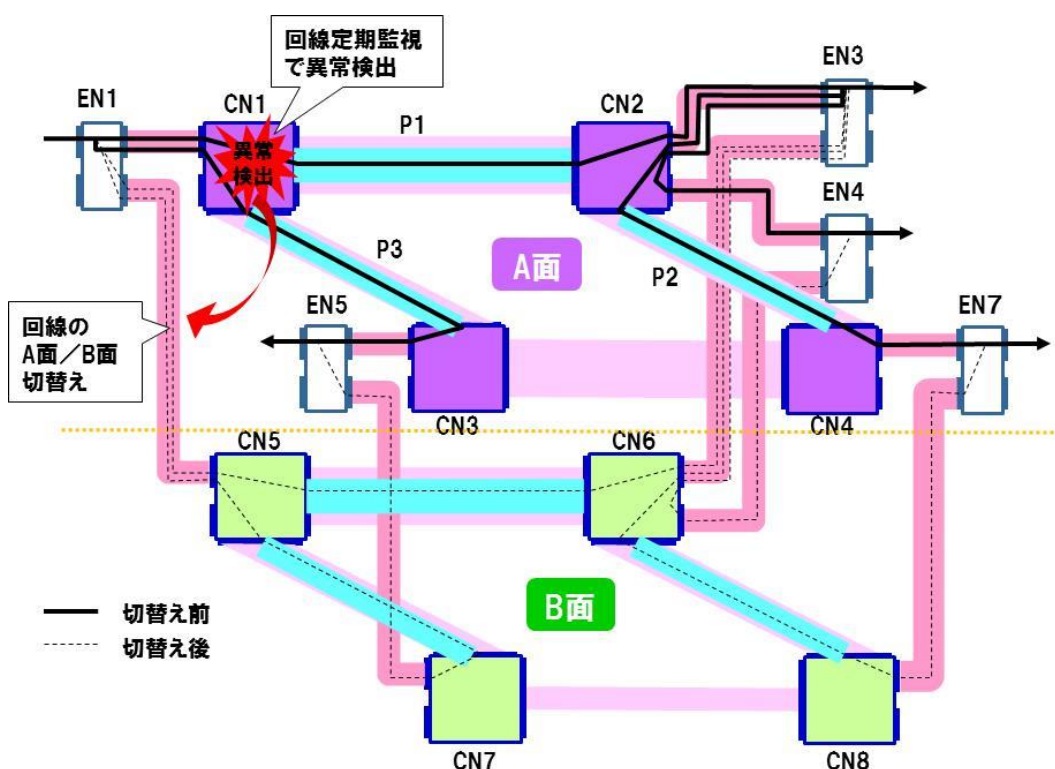 回線定期監視
で異常検出
EN1
CN1
P1
CN2
EN3
異常
検出
EN4
P3
A面
P2
回線の
A面/B面
切替え
EN5
EN7
CN3
CN4
CN5
CN6
B面
切替え前
切替え後
CN7
CN8